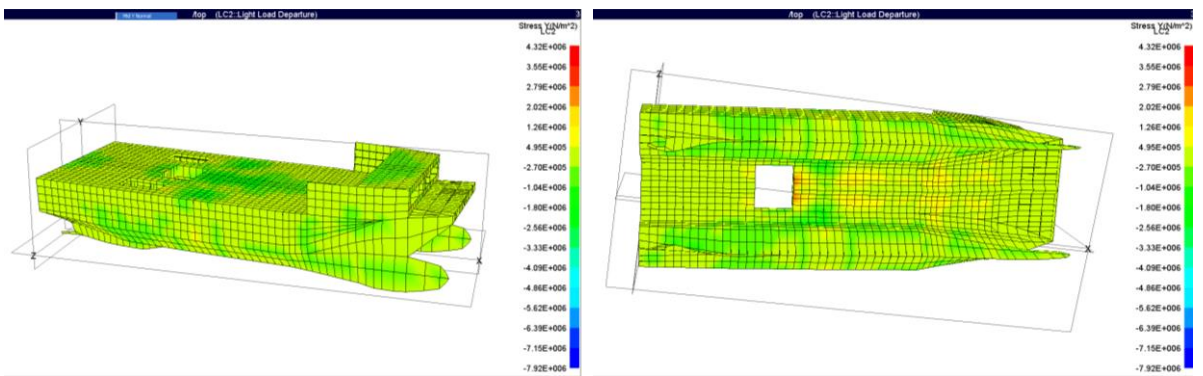 /top (LC2::Light Load Departure)
Stress Y(N/m^2)
LC2
4.32E+006
3.55E+006
2.79E+006
2.02E+006
1.26E+006
4.95E+005
-2.70E+005
-1.04E+006
-1.80E+006
-2.56E+006
-3.33E+006
-4.09E+006
-4.86E+006
-5.62E+006
-6.39E+006
-7.15E+006
-7.92E+006
Y
Z
X
/top (LC2::Light Load Departure)
Stress Y(N/m^2)
LC2
4.32E+006
3.55E+006
2.79E+006
2.02E+006
1.26E+006
4.95E+005
-2.70E+005
-1.04E+006
-1.80E+006
-2.56E+006
-3.33E+006
-4.09E+006
-4.86E+006
-5.62E+006
-6.39E+006
-7.15E+006
-7.92E+006
Z
X